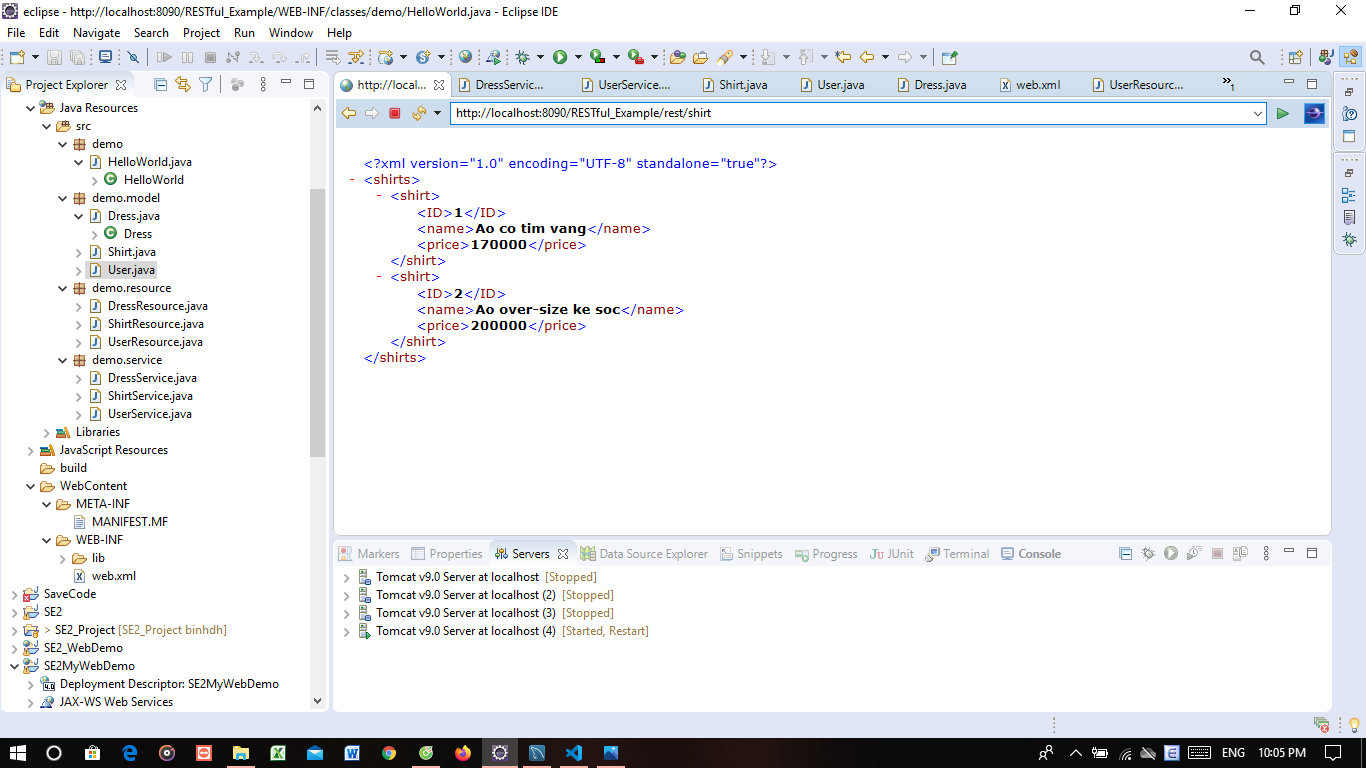 eclipse - http://localhost:8090/RESTful_Example/WEB-INF/classes/demo/HelloWorld.java - Eclipse IDE
File Edit Navigate Search Project Run Window Help
Project Explorer
Java Resources
src
demo
HelloWorld.java
HelloWorld
demo.model
Dress.java
Dress
Shirt.java
User.java
demo.resource
DressResource.java
ShirtResource.java
UserResource.java
demo.service
DressService.java
ShirtService.java
UserService.java
Libraries
JavaScript Resources
build
WebContent
META-INF
MANIFEST.MF
WEB-INF
lib
web.xml
SaveCode
SE2
> SE2_Project [SE2_Project binhdh]
SE2_WebDemo
SE2MyWebDemo
Deployment Descriptor: SE2MyWebDemo
JAX-WS Web Services
http://local... DressServic... UserService.... Shirt.java User.java Dress.java web.xml UserResourc... »1
http://localhost:8090/RESTful_Example/rest/shirt
<?xml version="1.0" encoding="UTF-8" standalone="true"?>
- <shirts>
- <shirt>
<ID>1</ID>
<name>Ao co tim vang</name>
<price>170000</price>
</shirt>
- <shirt>
<ID>2</ID>
<name>Ao over-size ke soc</name>
<price>200000</price>
</shirt>
</shirts>
Markers Properties Servers Data Source Explorer Snippets Progress JUnit Terminal Console
Tomcat v9.0 Server at localhost [Stopped]
Tomcat v9.0 Server at localhost (2) [Stopped]
Tomcat v9.0 Server at localhost (3) [Stopped]
Tomcat v9.0 Server at localhost (4) [Started, Restart]
ENG 10:05 PM